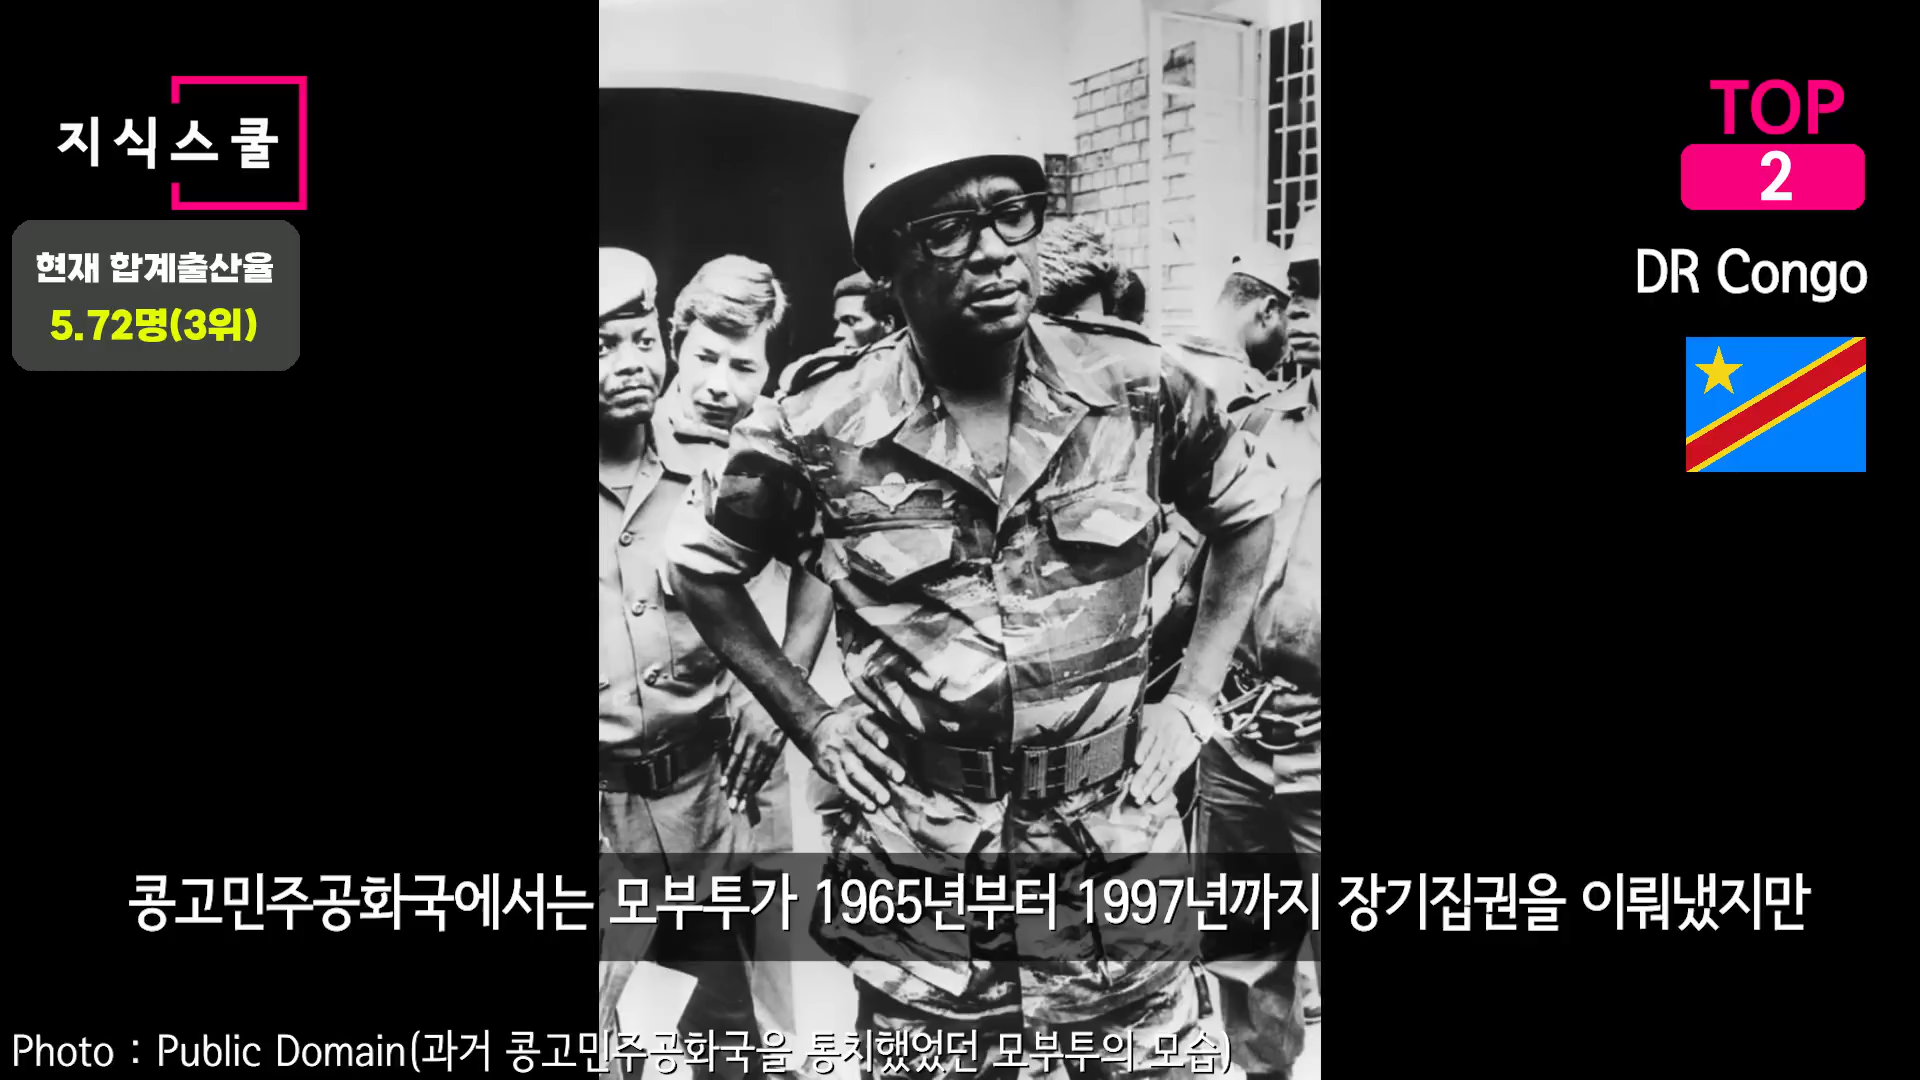 지식스쿨
현재 합계출산율
5.72명(3위)
TOP
2
DR Congo
콩고민주공화국에서는 모부투가 1965년부터 1997년까지 장기집권을 이뤄냈지만
Photo : Public Domain(과거 콩고민주공화국을 통치했었던 모부투의 모습)